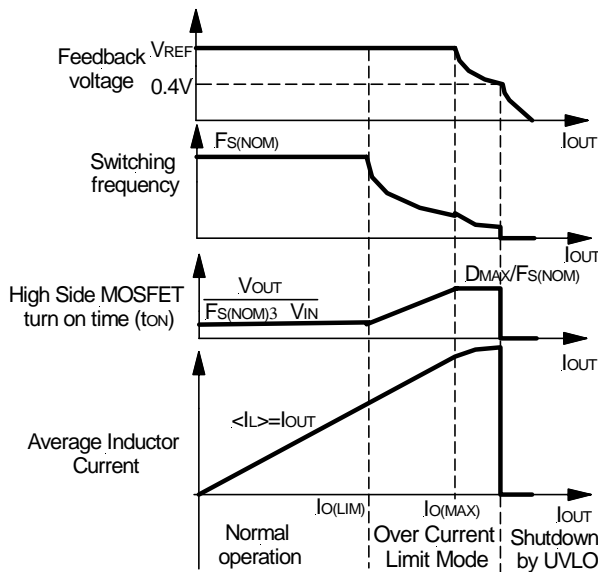 VREF
Feedback
voltage
0.4V
IOUT
FS(NOM)
Switching
frequency
IOUT
DMAX/FS(NOM)
High Side MOSFET
turn on time (tON)
VOUT
FS(NOM)3 VIN
IOUT
<IL>=IOUT
Average Inductor
Current
IO(LIM)
IO(MAX)
IOUT
Normal
operation
Over Current
Limit Mode
Shutdown
by UVLO